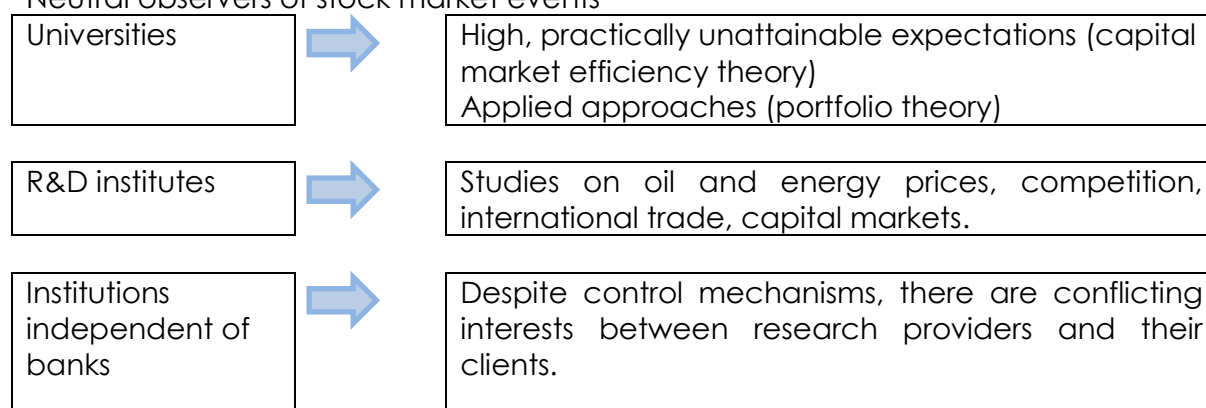 Neutral observers of stock market events
Universities
High, practically unattainable expectations (capital
market efficiency theory)
Applied approaches (portfolio theory)
R&D institutes
Studies on oil and energy prices, competition,
international trade, capital markets.
Institutions
independent of
banks
Despite control mechanisms, there are conflicting
interests between research providers and their
clients.